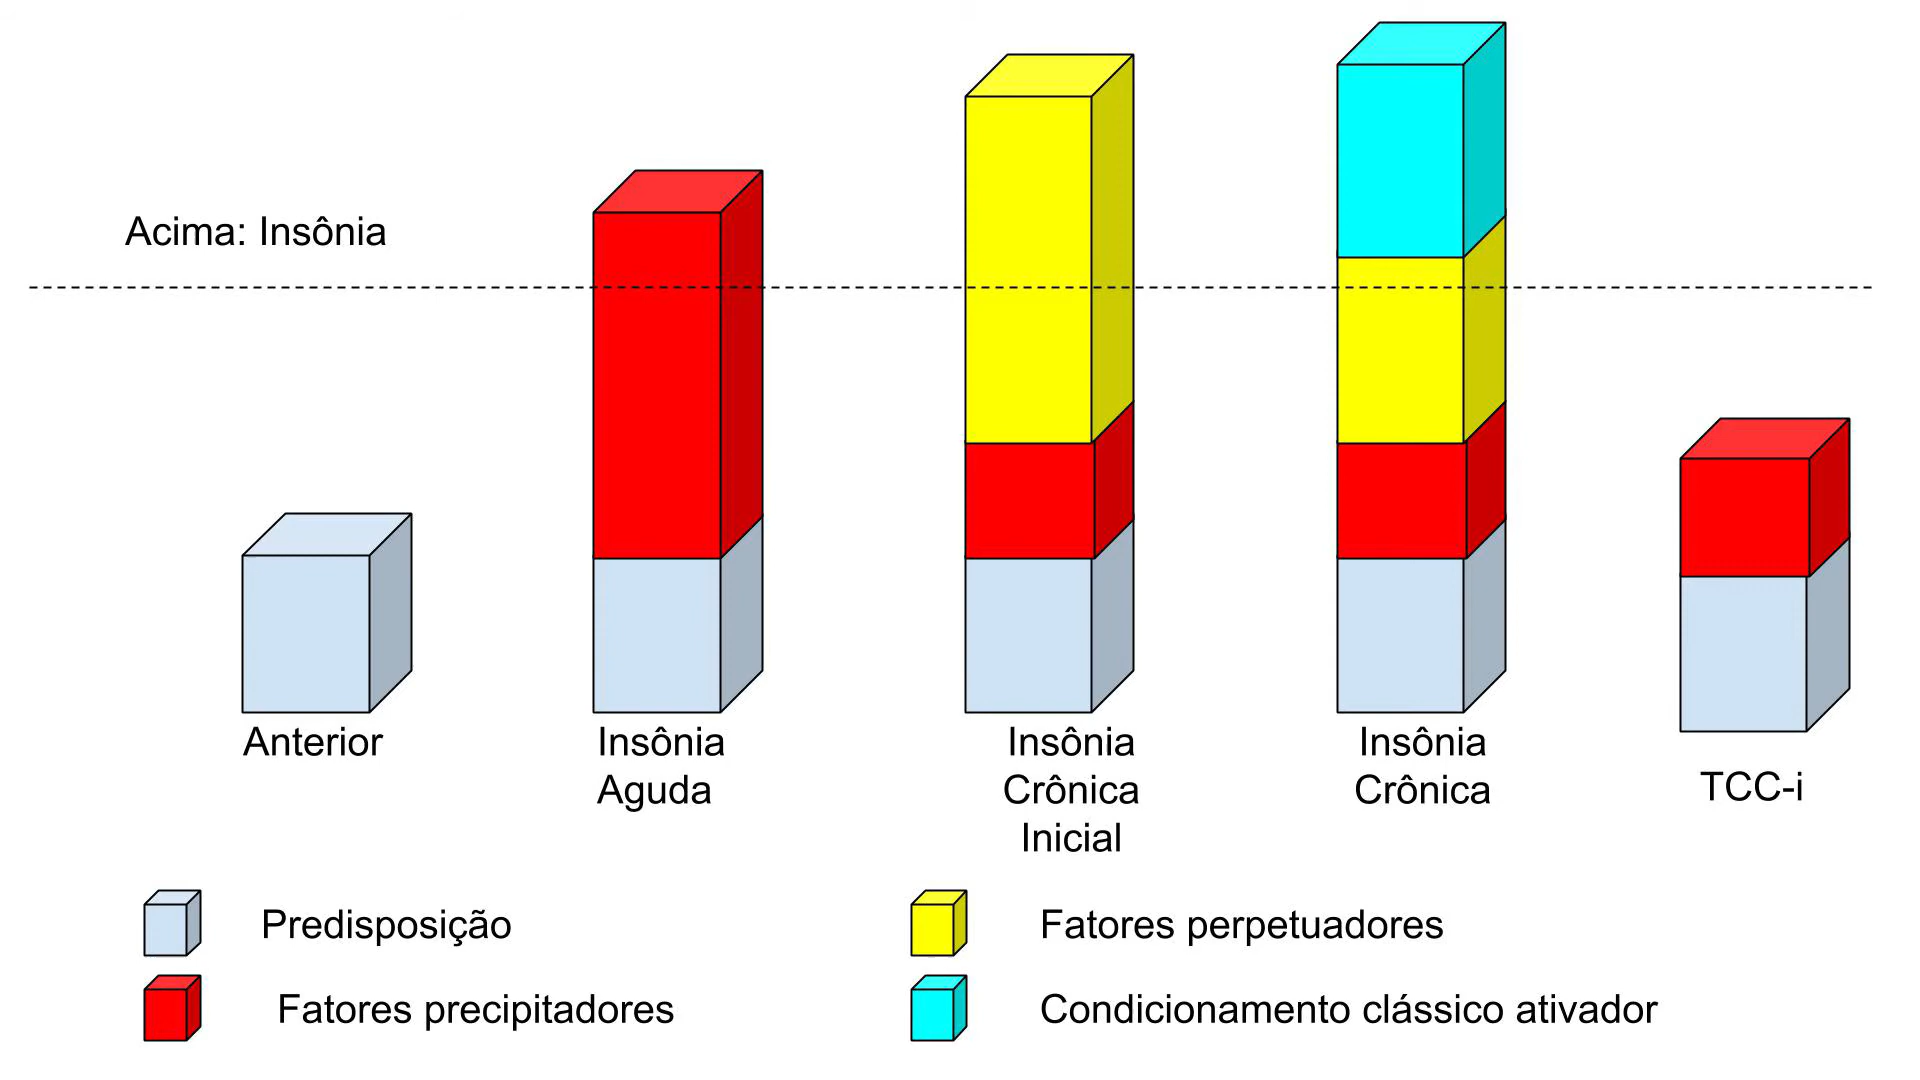 Acima: Insônia
Anterior
Insônia
Aguda
Insônia
Crônica
Inicial
Insônia
Crônica
TCC-i
Predisposição
Fatores perpetuadores
Fatores precipitadores
Condicionamento clássico ativador